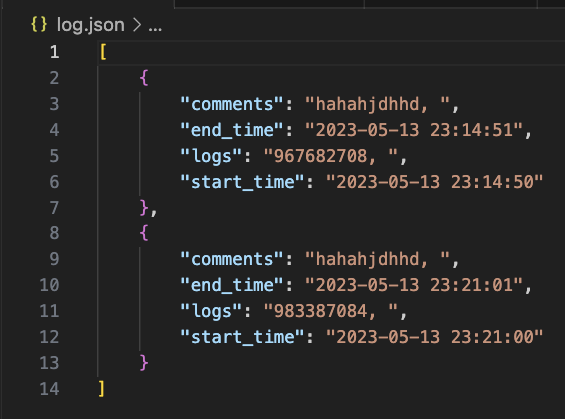 {} log.json > ...
1 [
2 {
3 "comments": "hahahjdhhd, ",
4 "end_time": "2023-05-13 23:14:51",
5 "logs": "967682708, ",
6 "start_time": "2023-05-13 23:14:50"
7 },
8 {
9 "comments": "hahahjdhhd, ",
10 "end_time": "2023-05-13 23:21:01",
11 "logs": "983387084, ",
12 "start_time": "2023-05-13 23:21:00"
13 }
14 ]